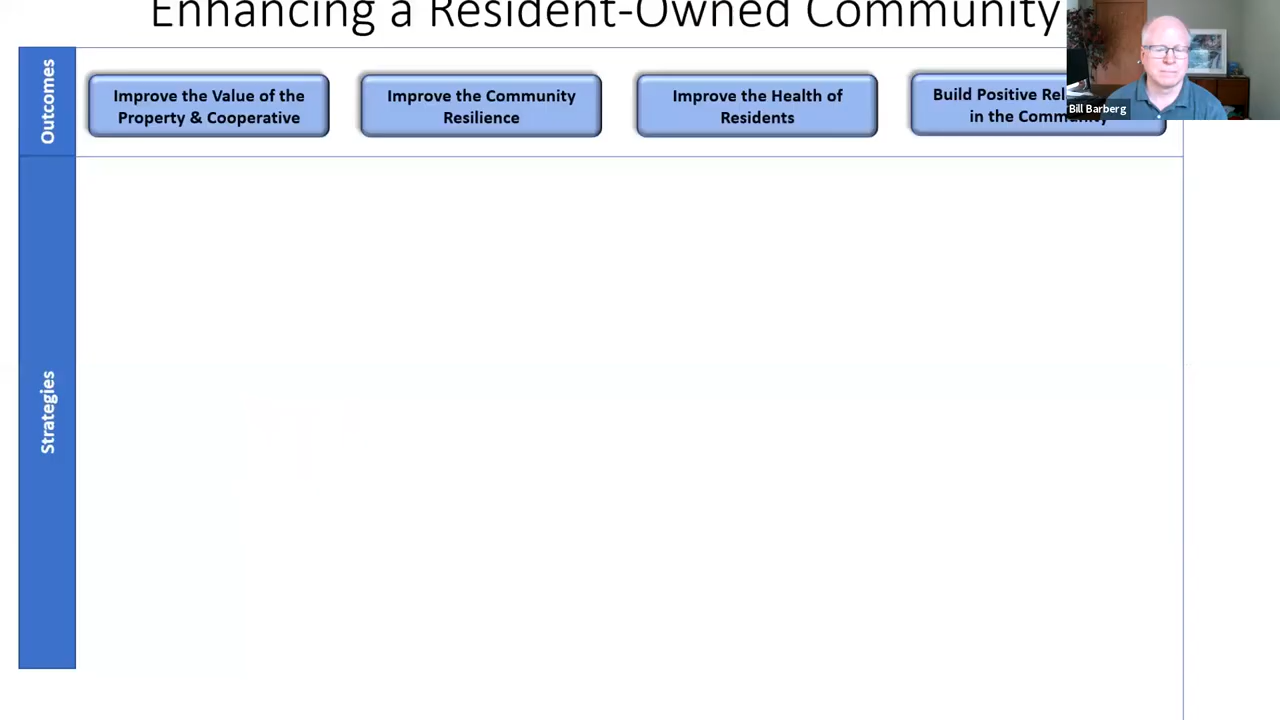 Enhancing a Resident-Owned Community
Outcomes
Improve the Value of the
Property & Cooperative
Improve the Community
Resilience
Improve the Health of
Residents
Build Positive
in the Community
Bill Barberg
Strategies